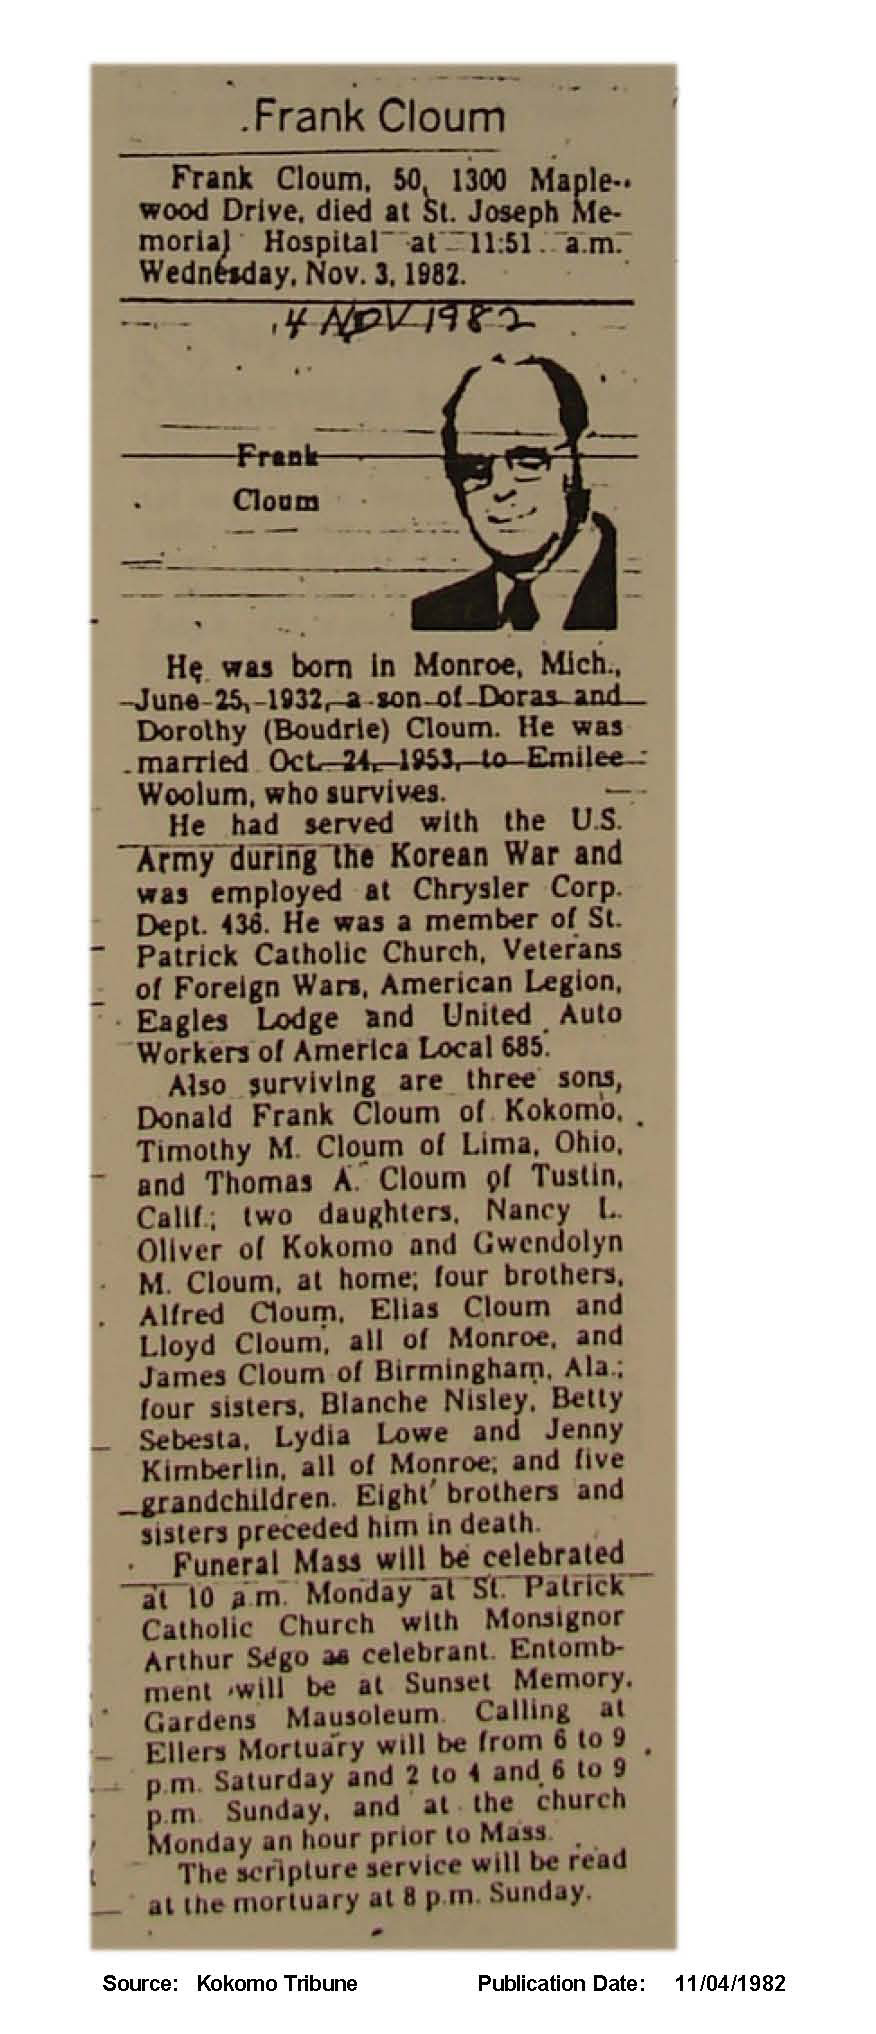 Frank Cloum
Frank Cloum, 50, 1300 Maple-
wood Drive, died at St. Joseph Me-
morial Hospital at 11:51 a.m.
Wednesday, Nov. 3, 1982.
4 NOV 1982
Frank
Cloum
He was born in Monroe, Mich.,
June 25, 1932, a son of Doras and
Dorothy (Boudrie) Cloum. He was
married Oct. 24, 1953, to Emilee
Woolum, who survives.
He had served with the U.S.
Army during the Korean War and
was employed at Chrysler Corp.
Dept. 436. He was a member of St.
Patrick Catholic Church, Veterans
of Foreign Wars, American Legion,
Eagles Lodge and United Auto
Workers of America Local 685.
Also surviving are three sons,
Donald Frank Cloum of Kokomo,
Timothy M. Cloum of Lima, Ohio,
and Thomas A. Cloum of Tustin,
Calif.; two daughters, Nancy L.
Oliver of Kokomo and Gwendolyn
M. Cloum, at home; four brothers,
Alfred Cloum, Elias Cloum and
Lloyd Cloum, all of Monroe, and
James Cloum of Birmingham, Ala.;
four sisters, Blanche Nisley, Betty
Sebesta, Lydia Lowe and Jenny
Kimberlin, all of Monroe; and five
grandchildren. Eight brothers and
sisters preceded him in death.
Funeral Mass will be celebrated
at 10 a.m. Monday at St. Patrick
Catholic Church with Monsignor
Arthur Sego as celebrant. Entomb-
ment will be at Sunset Memory
Gardens Mausoleum. Calling at
Ellers Mortuary will be from 6 to 9
p.m. Saturday and 2 to 4 and 6 to 9
p.m. Sunday, and at the church
Monday an hour prior to Mass.
The scripture service will be read
at the mortuary at 8 p.m. Sunday.
Source: Kokomo Tribune Publication Date: 11/04/1982